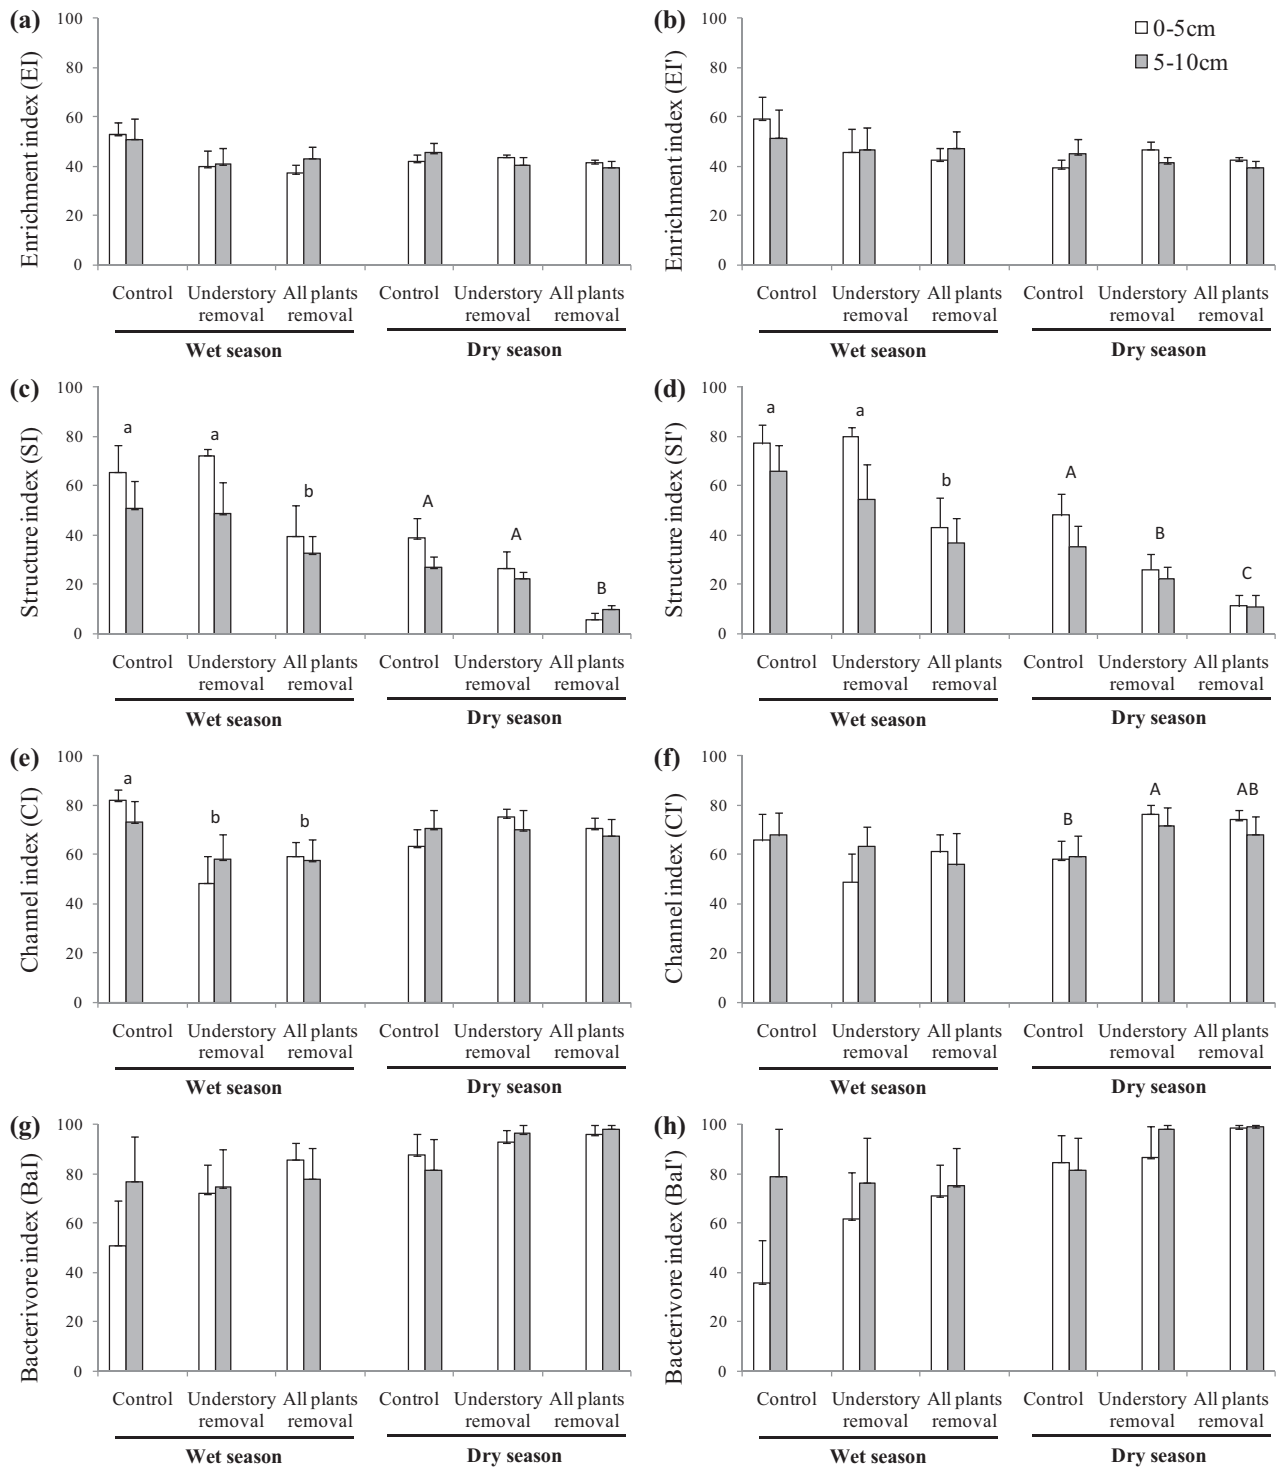 (a)
Enrichment index (EI)
100
80
60
40
20
0
Control Understory All plants Control Understory All plants
removal removal removal removal
Wet season Dry season
(b)
Enrichment index (EI')
100
80
60
40
20
0
0-5cm
5-10cm
Control Understory All plants Control Understory All plants
removal removal removal removal
Wet season Dry season
(c)
Structure index (SI)
100
80
60
40
20
0
a a b A A B
Control Understory All plants Control Understory All plants
removal removal removal removal
Wet season Dry season
(d)
Structure index (SI')
100
80
60
40
20
0
a a b A B C
Control Understory All plants Control Understory All plants
removal removal removal removal
Wet season Dry season
(e)
Channel index (CI)
100
80
60
40
20
0
a b b
Control Understory All plants Control Understory All plants
removal removal removal removal
Wet season Dry season
(f)
Channel index (CI')
100
80
60
40
20
0
B A AB
Control Understory All plants Control Understory All plants
removal removal removal removal
Wet season Dry season
(g)
Bacterivore index (BaI)
100
80
60
40
20
0
Control Understory All plants Control Understory All plants
removal removal removal removal
Wet season Dry season
(h)
Bacterivore index (BaI')
100
80
60
40
20
0
Control Understory All plants Control Understory All plants
removal removal removal removal
Wet season Dry season